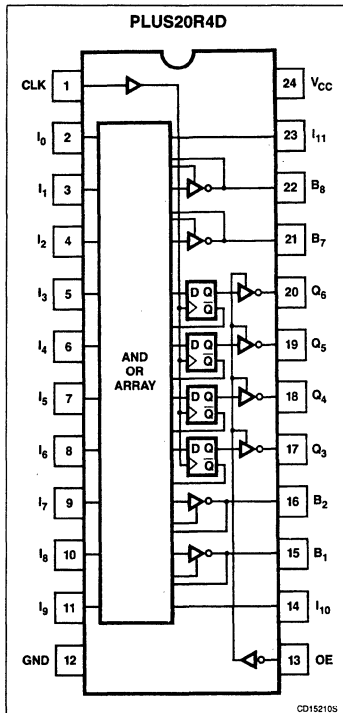 PLUS20R4D
CLK 1 24 VCC
I0 2 23 I11
I1 3 22 B8
I2 4 21 B7
I3 5 D Q Q̅ 20 Q6
I4 6 D Q Q̅ 19 Q5
AND
OR
ARRAY
I5 7 D Q Q̅ 18 Q4
I6 8 D Q Q̅ 17 Q3
I7 9 16 B2
I8 10 15 B1
I9 11 14 I10
GND 12 13 OE
CD15210S